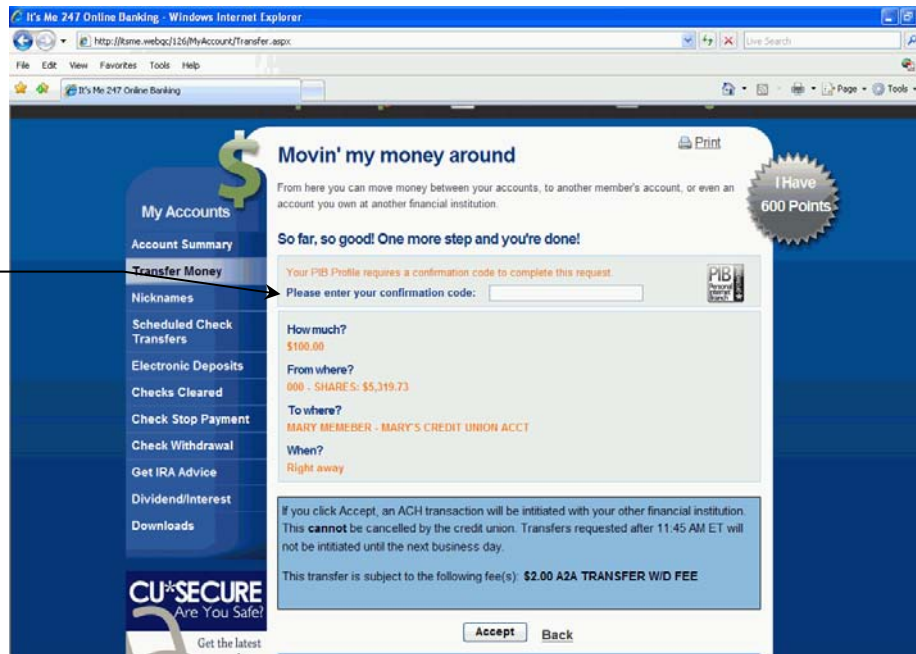 It's Me 247 Online Banking - Windows Internet Explorer
http://itsme.webqc/126/MyAccount/Transfer.aspx
Live Search
File Edit View Favorites Tools Help
It's Me 247 Online Banking
Page Tools
$
My Accounts
Account Summary
Transfer Money
Nicknames
Scheduled Check
Transfers
Electronic Deposits
Checks Cleared
Check Stop Payment
Check Withdrawal
Get IRA Advice
Dividend/Interest
Downloads
CU*SECURE
Are You Safe?
Get the latest
Print
Movin' my money around
From here you can move money between your accounts, to another member's account, or even an
account you own at another financial institution.
I Have
600 Points
So far, so good! One more step and you're done!
Your PIB Profile requires a confirmation code to complete this request.
Please enter your confirmation code:
PIB
Personal
Internet
Branch
How much?
$100.00
From where?
000 - SHARES: $5,319.73
To where?
MARY MEMEBER - MARY'S CREDIT UNION ACCT
When?
Right away
If you click Accept, an ACH transaction will be intitiated with your other financial institution.
This cannot be cancelled by the credit union. Transfers requested after 11:45 AM ET will
not be intitiated until the next business day.
This transfer is subject to the following fee(s): $2.00 A2A TRANSFER W/D FEE
Accept Back